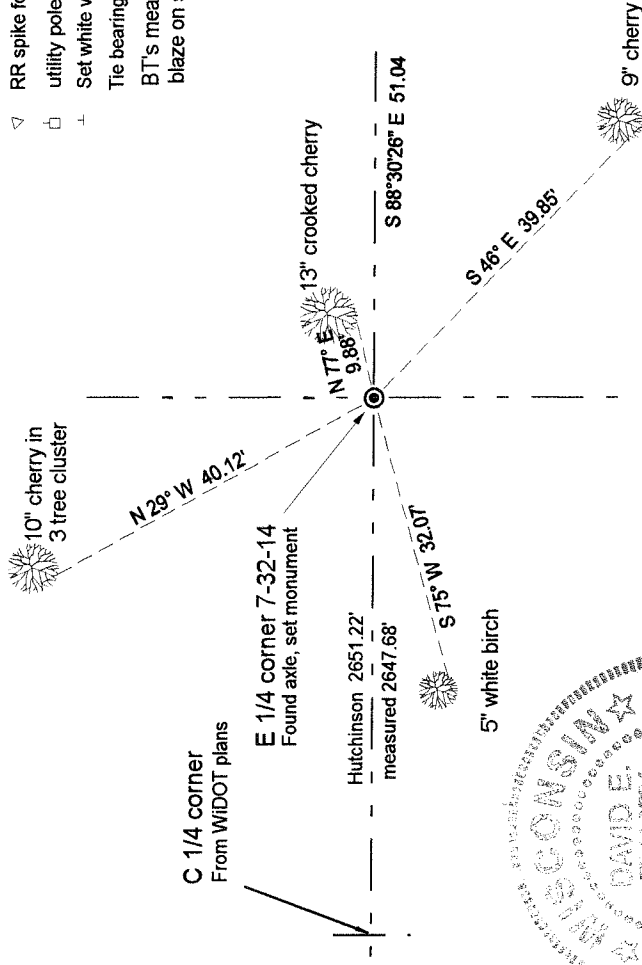 RR spike fo
utility pole
Set white w
Tie bearing
BT's mea
blaze on s
10" cherry in
3 tree cluster
N 29° W 40.12'
13" crooked cherry
N 77° E
9.88'
S 88°30'26" E 51.04
C 1/4 corner
From WiDOT plans
E 1/4 corner 7-32-14
Found axle, set monument
Hutchinson 2651.22'
measured 2647.68'
S 75° W 32.07
S 46° E 39.85'
5" white birch
9" cherry
WISCONSIN
DAVID E.